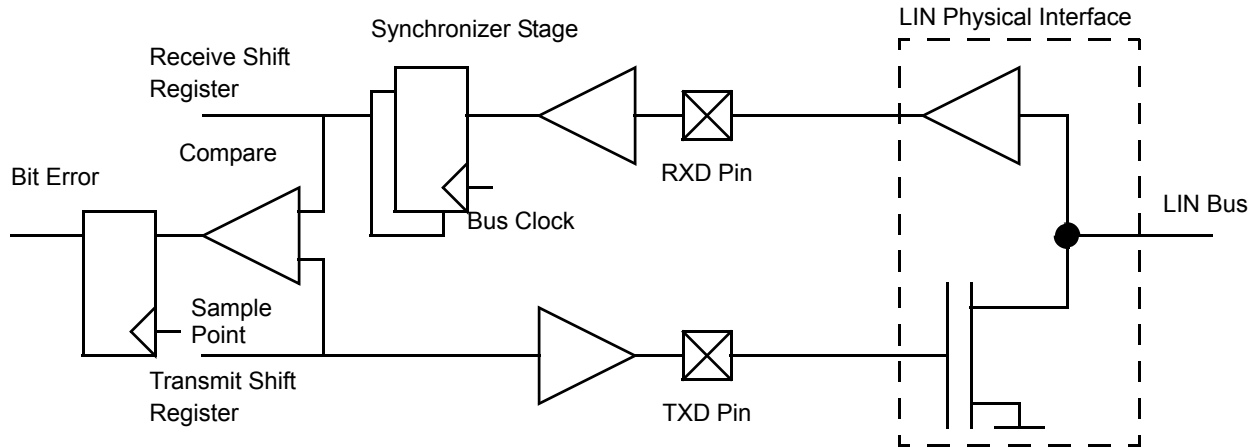 LIN Physical Interface
Synchronizer Stage
Receive Shift
Register
Compare
RXD Pin
Bit Error
Bus Clock
LIN Bus
Sample
Point
Transmit Shift
Register
TXD Pin